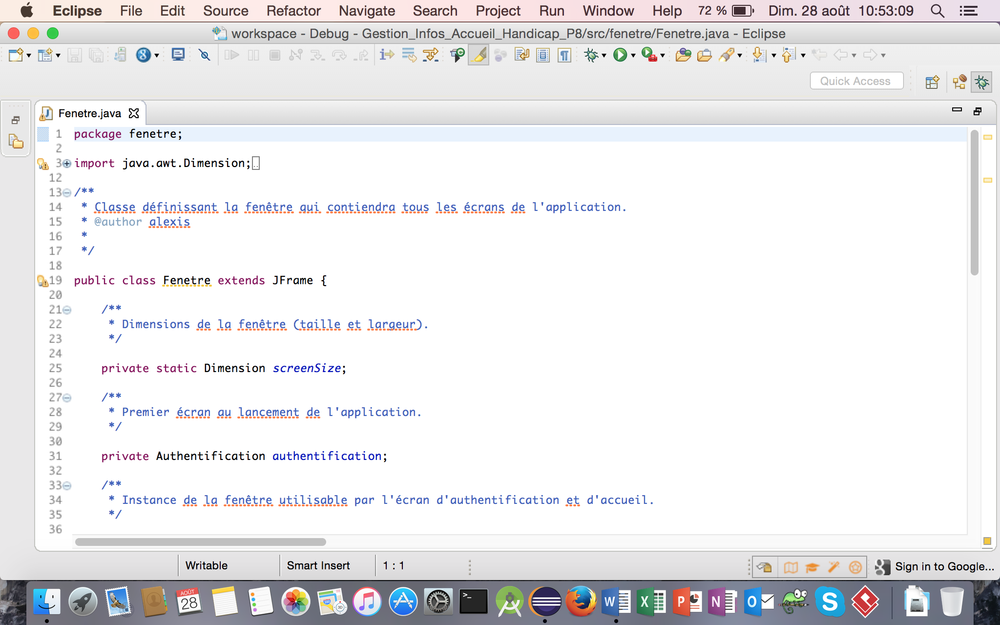 Eclipse File Edit Source Refactor Navigate Search Project Run Window Help 72 % Dim. 28 août 10:53:09
workspace - Debug - Gestion_Infos_Accueil_Handicap_P8/src/fenetre/Fenetre.java - Eclipse
Quick Access
Fenetre.java
1 package fenetre;
2
3 import java.awt.Dimension;
12
13 /**
14 * Classe définissant la fenêtre qui contiendra tous les écrans de l'application.
15 * @author alexis
16 *
17 */
18
19 public class Fenetre extends JFrame {
20
21 /**
22 * Dimensions de la fenêtre (taille et largeur).
23 */
24
25 private static Dimension screenSize;
26
27 /**
28 * Premier écran au lancement de l'application.
29 */
30
31 private Authentification authentification;
32
33 /**
34 * Instance de la fenêtre utilisable par l'écran d'authentification et d'accueil.
35 */
36
Writable Smart Insert 1 : 1 Sign in to Google...
AOÛT
28